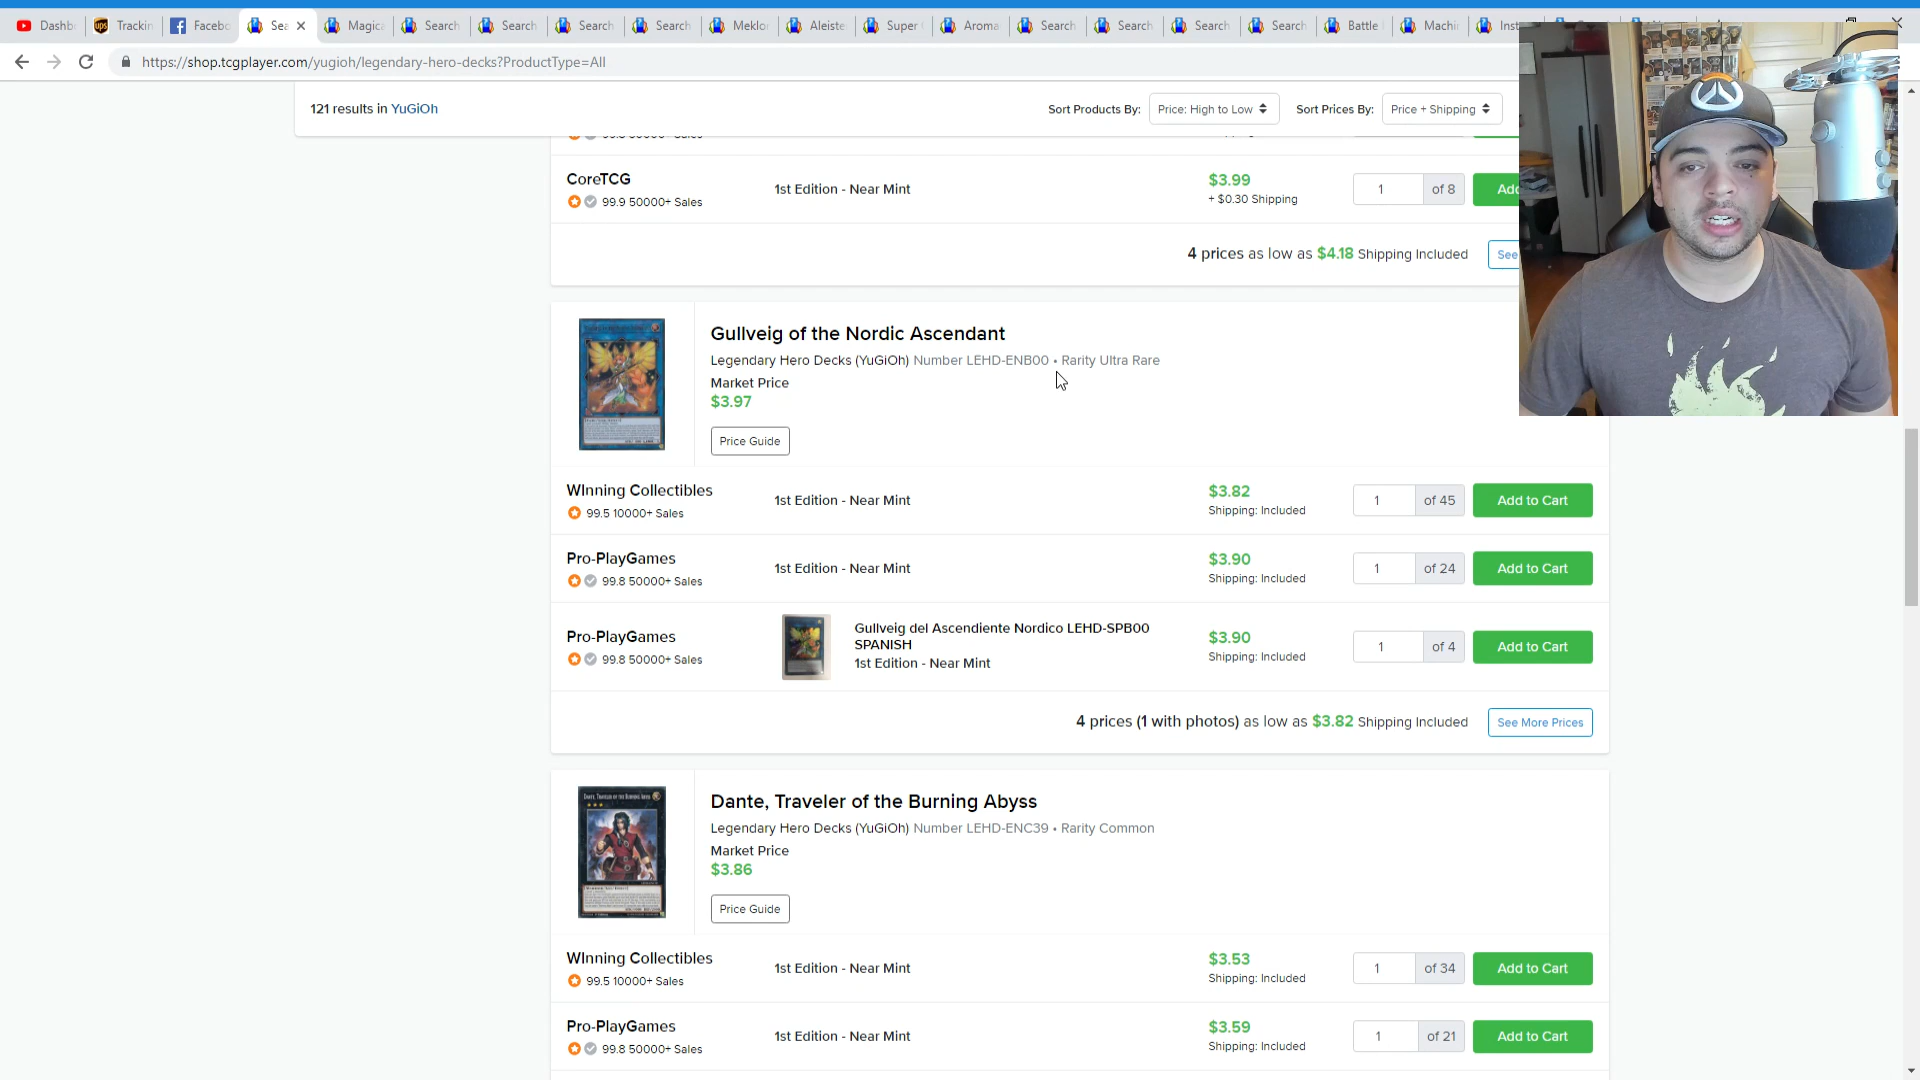 Dashb
Trackin
Facebo
Sea
Magica
Search
Search
Search
Search
Meklor
Aleiste
Super
Aroma
Search
Search
Search
Search
Battle
Machi
Inst
https://shop.tcgplayer.com/yugioh/legendary-hero-decks?ProductType=All
121 results in YuGiOh
Sort Products By: Price: High to Low
Sort Prices By: Price + Shipping
CoreTCG
99.9 50000+ Sales
1st Edition - Near Mint
$3.99
+ $0.30 Shipping
1 of 8
Add
4 prices as low as $4.18 Shipping Included
See
Gullveig of the Nordic Ascendant
Legendary Hero Decks (YuGiOh) Number LEHD-ENB00 • Rarity Ultra Rare
Market Price
$3.97
Price Guide
WInning Collectibles
99.5 10000+ Sales
1st Edition - Near Mint
$3.82
Shipping: Included
1 of 45
Add to Cart
Pro-PlayGames
99.8 50000+ Sales
1st Edition - Near Mint
$3.90
Shipping: Included
1 of 24
Add to Cart
Pro-PlayGames
99.8 50000+ Sales
Gullveig del Ascendiente Nordico LEHD-SPB00
SPANISH
1st Edition - Near Mint
$3.90
Shipping: Included
1 of 4
Add to Cart
4 prices (1 with photos) as low as $3.82 Shipping Included
See More Prices
Dante, Traveler of the Burning Abyss
Legendary Hero Decks (YuGiOh) Number LEHD-ENC39 • Rarity Common
Market Price
$3.86
Price Guide
WInning Collectibles
99.5 10000+ Sales
1st Edition - Near Mint
$3.53
Shipping: Included
1 of 34
Add to Cart
Pro-PlayGames
99.8 50000+ Sales
1st Edition - Near Mint
$3.59
Shipping: Included
1 of 21
Add to Cart